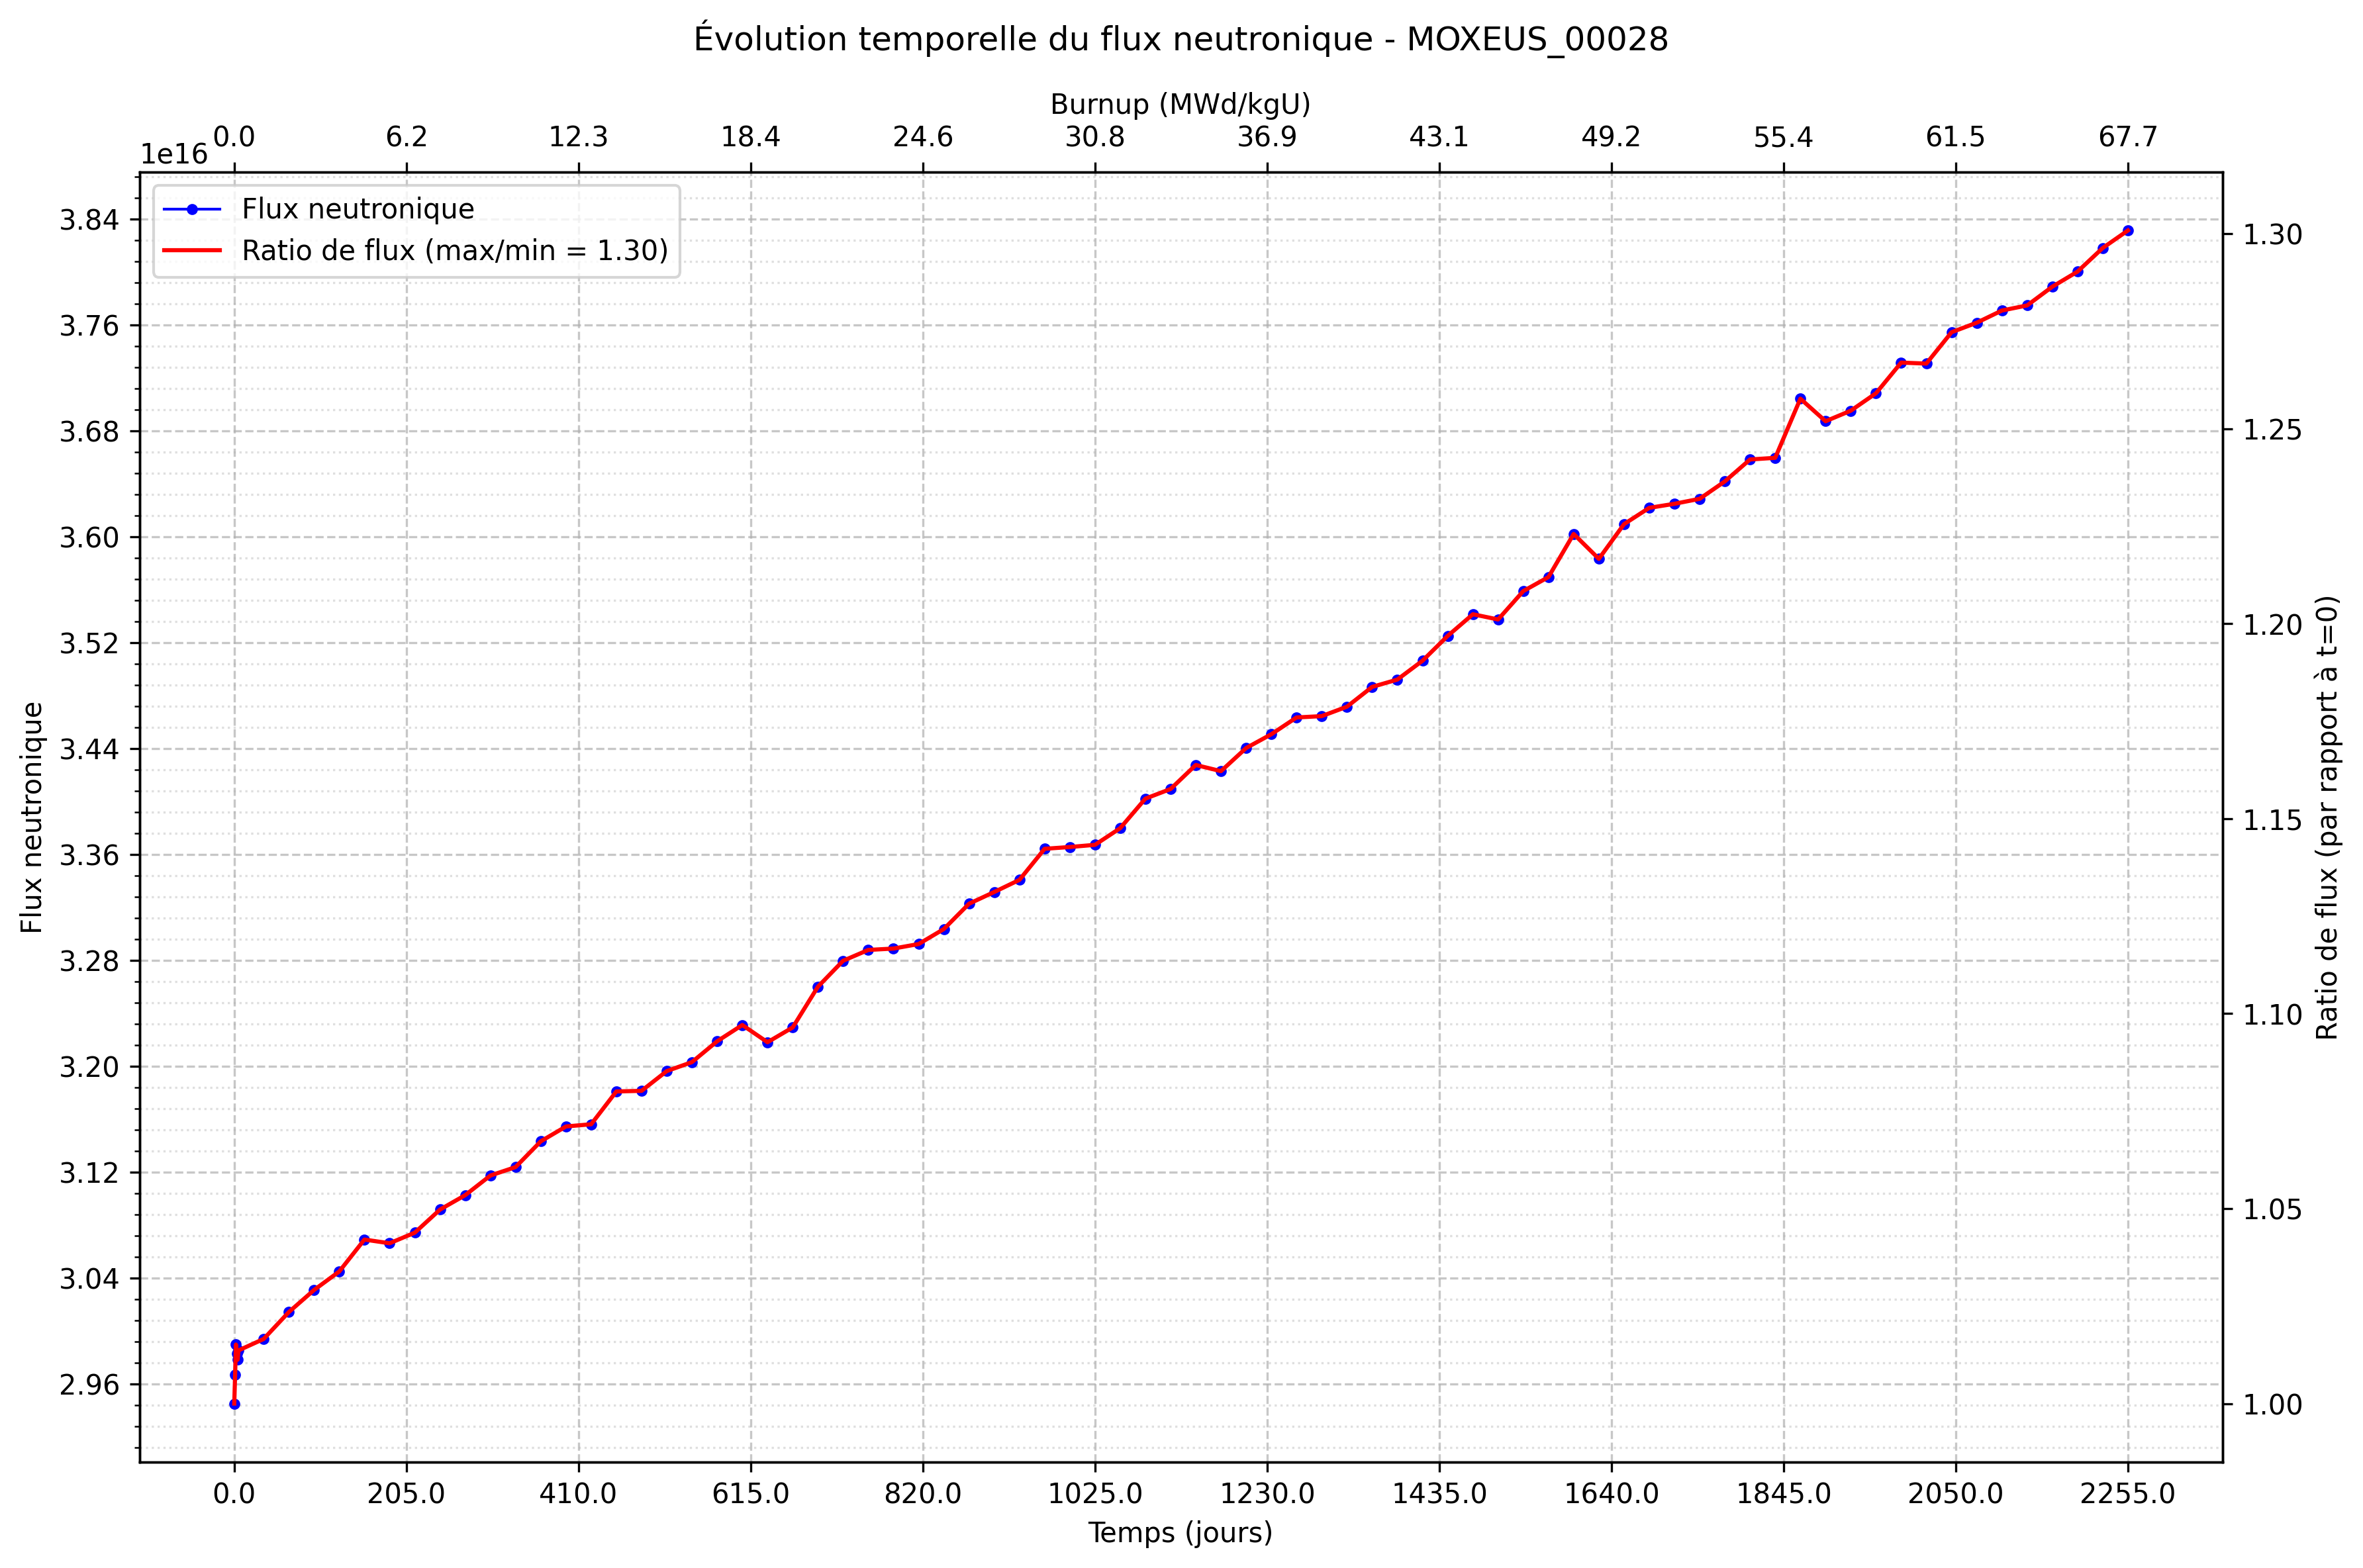 Évolution temporelle du flux neutronique - MOXEUS_00028
Burnup (MWd/kgU)
0.0 6.2 12.3 18.4 24.6 30.8 36.9 43.1 49.2 55.4 61.5 67.7
1e16
Flux neutronique
Ratio de flux (max/min = 1.30)
3.84
3.76
3.68
3.60
3.52
3.44
3.36
3.28
3.20
3.12
3.04
2.96
Flux neutronique
1.30
1.25
1.20
1.15
1.10
1.05
1.00
Ratio de flux (par rapport à t=0)
0.0 205.0 410.0 615.0 820.0 1025.0 1230.0 1435.0 1640.0 1845.0 2050.0 2255.0
Temps (jours)